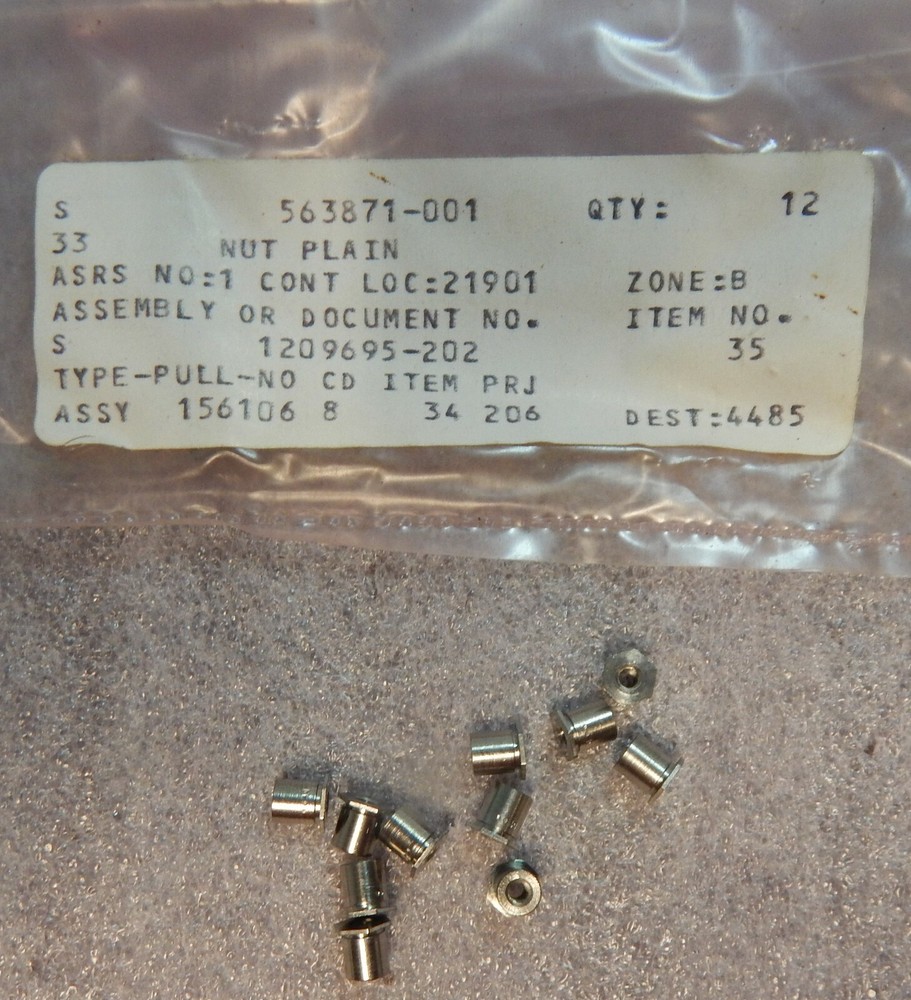 S 563871-001 QTY: 12
33 NUT PLAIN
ASRS NO:1 CONT LOC:21901 ZONE:B
ASSEMBLY OR DOCUMENT NO. ITEM NO.
S 1209695-202 35
TYPE-PULL-NO CD ITEM PRJ
ASSY 156106 8 34 206 DEST:4485